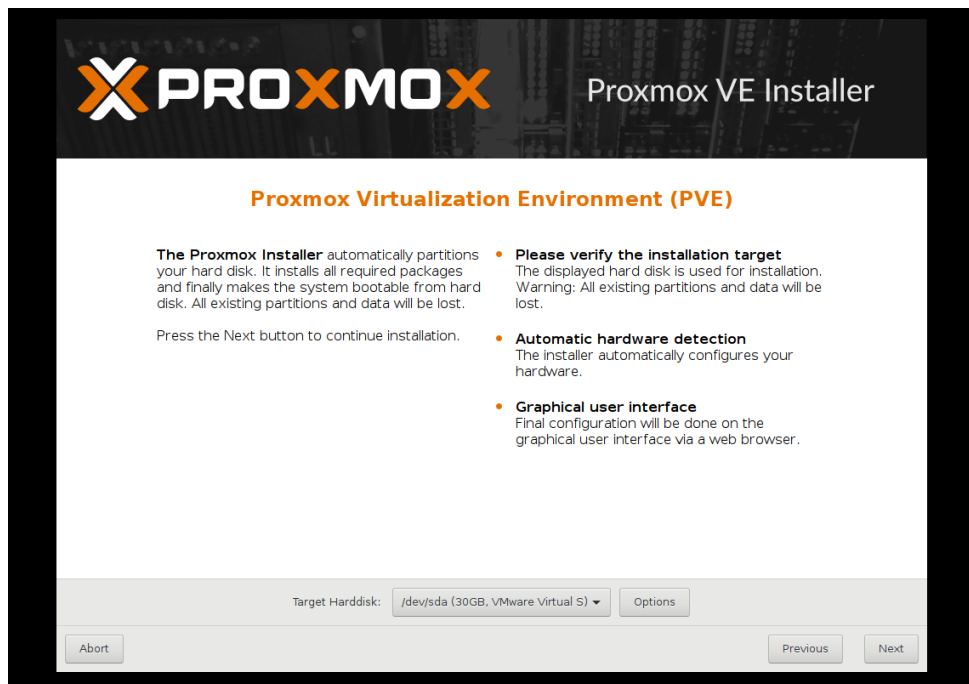 PROXMOX
Proxmox VE Installer
Proxmox Virtualization Environment (PVE)
The Proxmox Installer automatically partitions
your hard disk. It installs all required packages
and finally makes the system bootable from hard
disk. All existing partitions and data will be lost.
Press the Next button to continue installation.
Please verify the installation target
The displayed hard disk is used for installation.
Warning: All existing partitions and data will be
lost.
Automatic hardware detection
The installer automatically configures your
hardware.
Graphical user interface
Final configuration will be done on the
graphical user interface via a web browser.
Target Harddisk: /dev/sda (30GB, VMware Virtual S) Options
Abort Previous Next